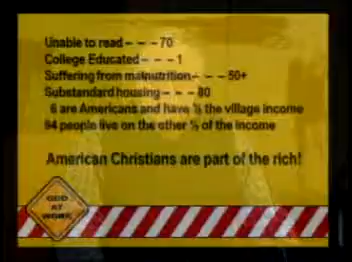 Unable to read - - - 70
College Educated - - - 1
Suffering from malnutrition - - - 50+
Substandard housing - - - 80
6 are Americans and have ½ the village income
94 people live on the other ½ of the income
American Christians are part of the rich!
GOD
AT
WORK